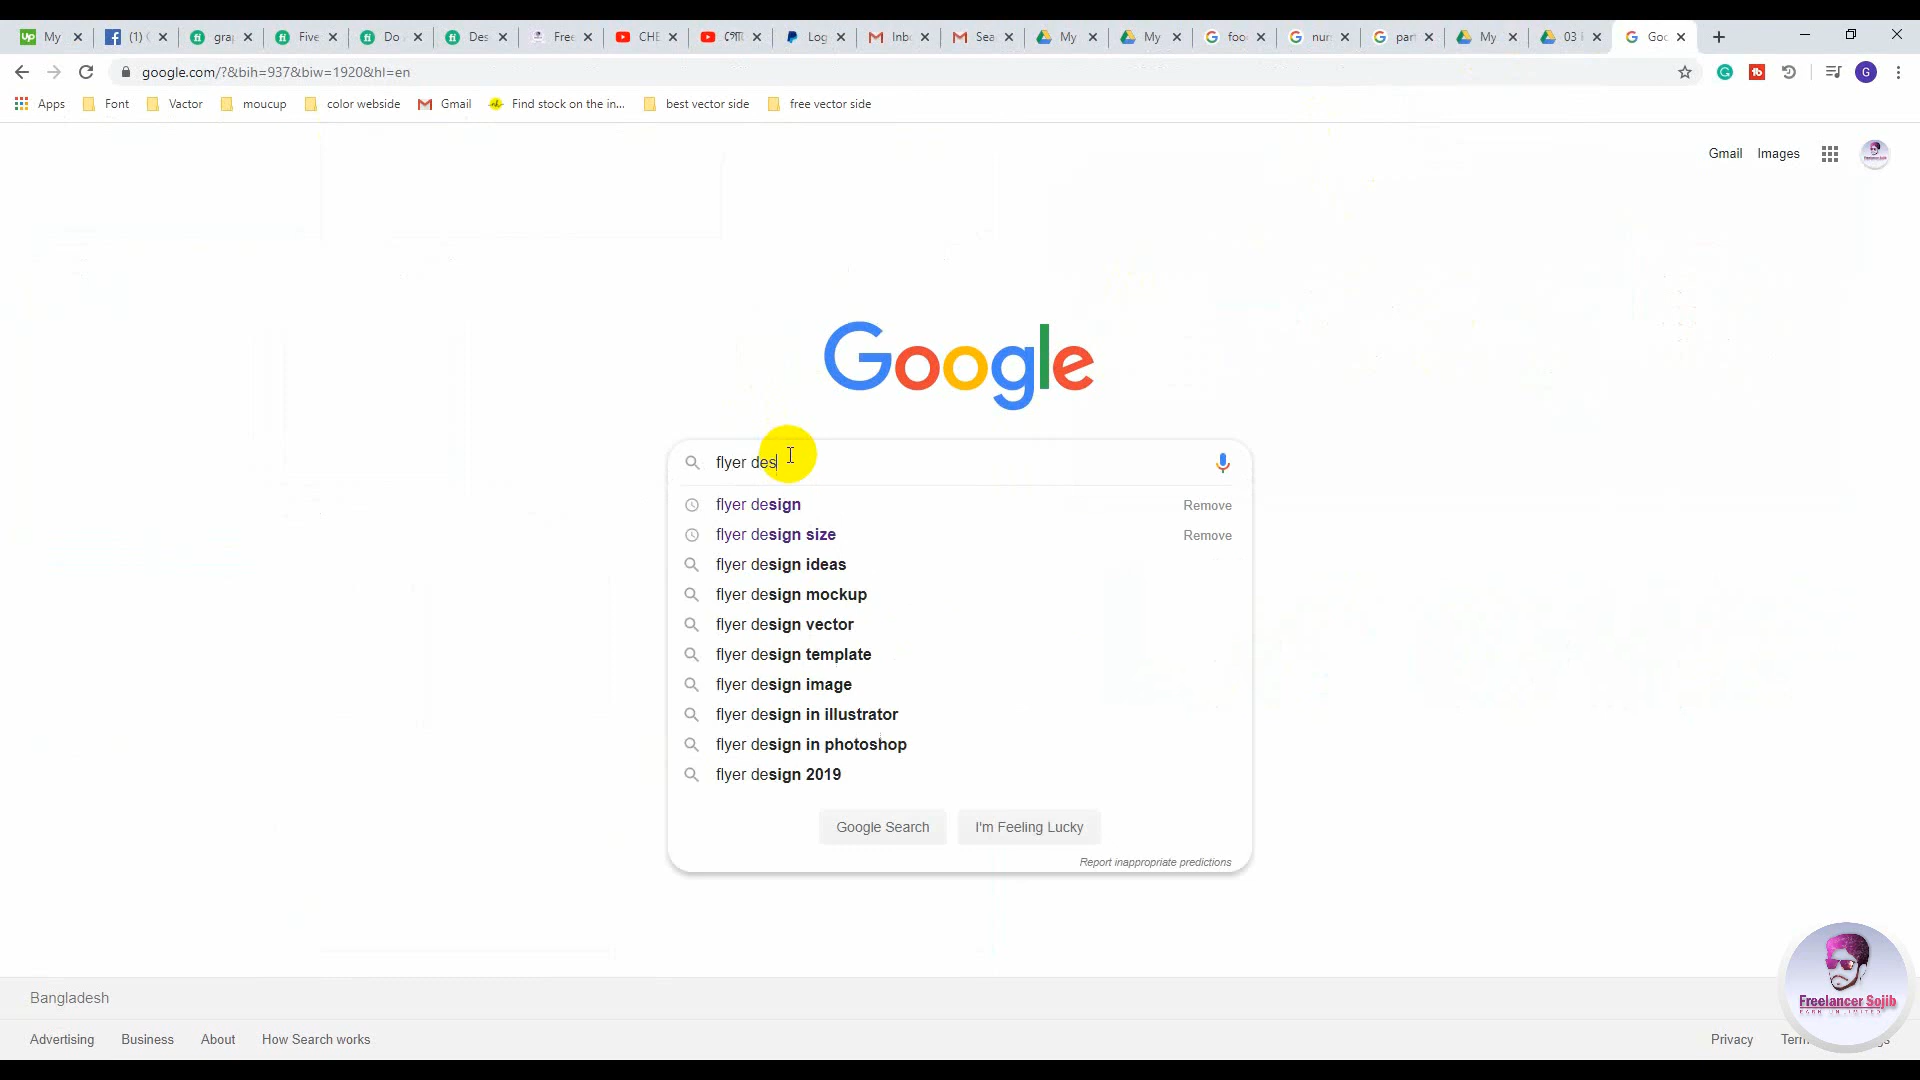 My
(1)
gra
Five
Do
Des
Free
CHE
Log
Inb
Sea
My
My
foo
nur
part
My
03
Goo
google.com/?&bih=937&biw=1920&hl=en
G
Apps
Font
Vactor
moucup
color webside
Gmail
Find stock on the in...
best vector side
free vector side
Gmail
Images
Google
flyer des
flyer design
Remove
flyer design size
Remove
flyer design ideas
flyer design mockup
flyer design vector
flyer design template
flyer design image
flyer design in illustrator
flyer design in photoshop
flyer design 2019
Google Search
I'm Feeling Lucky
Report inappropriate predictions
Bangladesh
Advertising
Business
About
How Search works
Privacy
Freelancer Sojib
EARN UNLIMITED